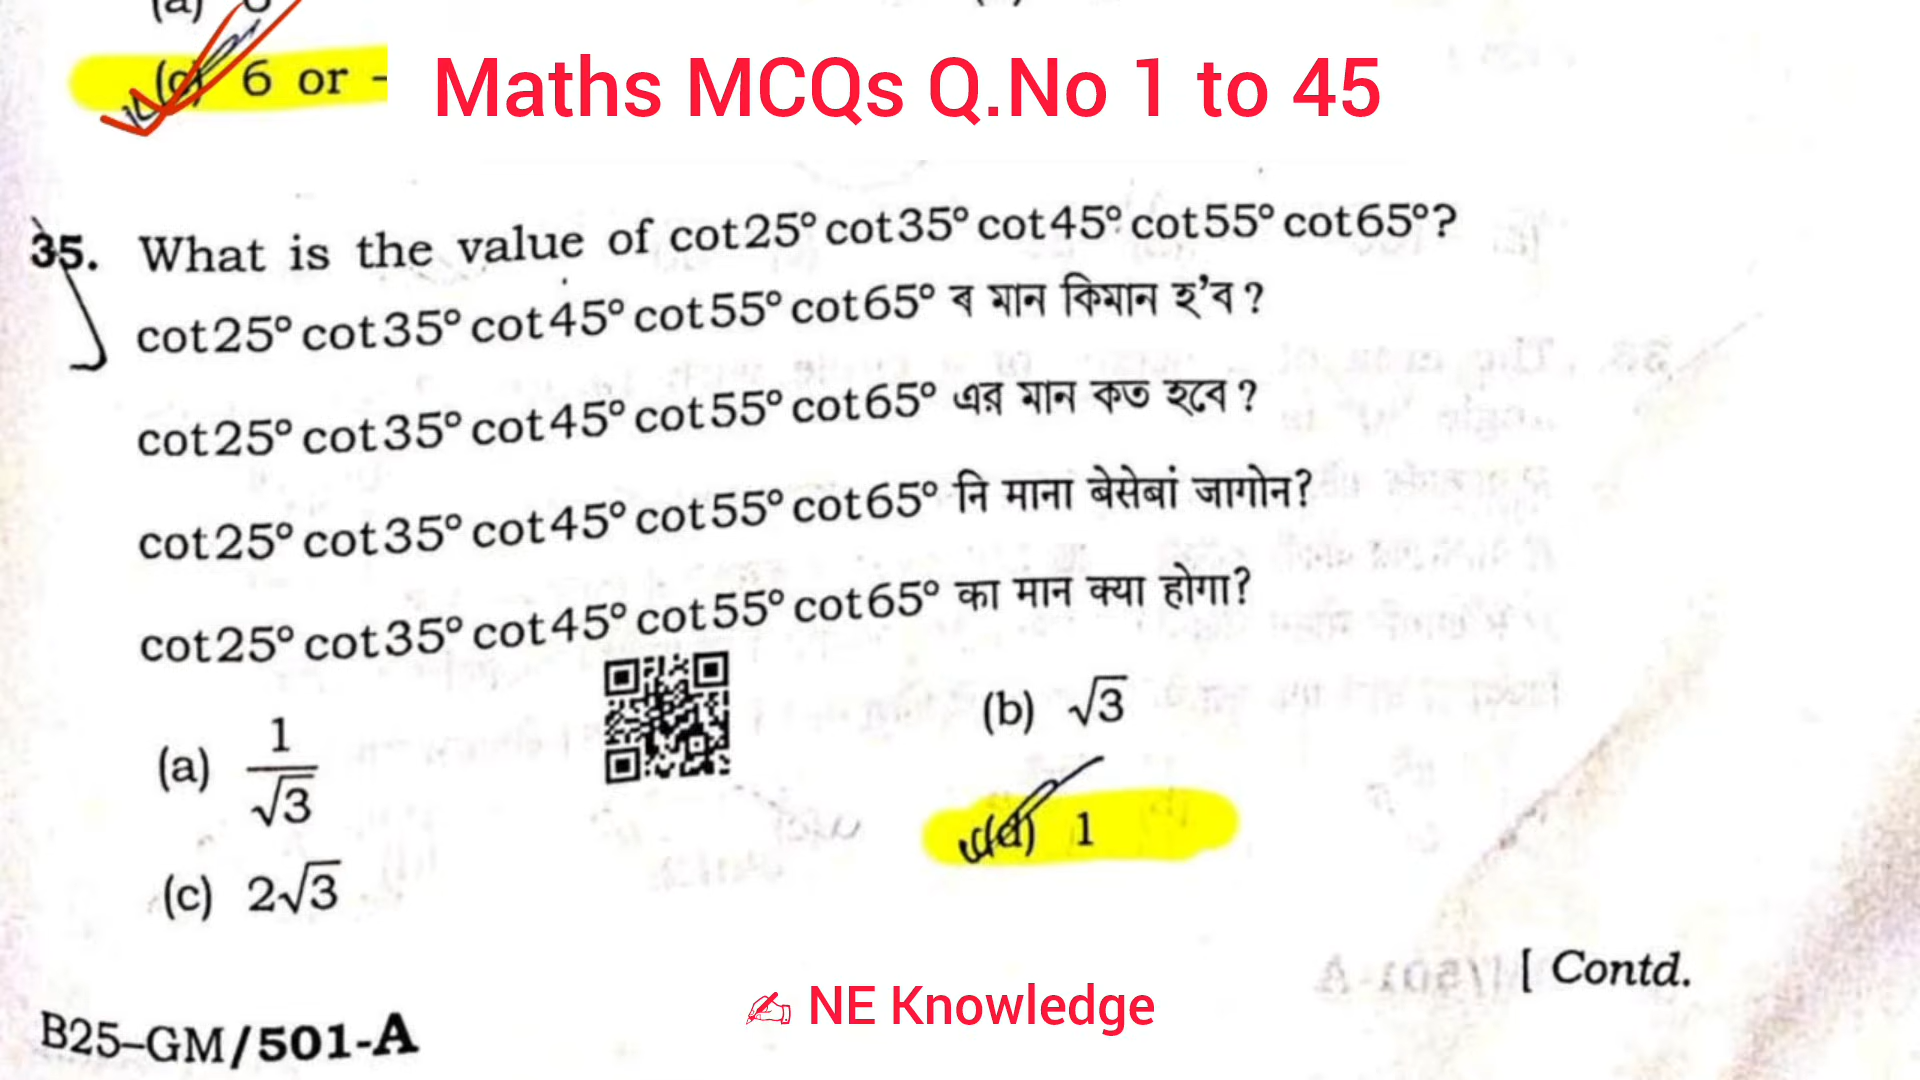 (c) 6 or -
Maths MCQs Q.No 1 to 45
35. What is the value of cot25° cot35° cot45° cot55° cot65°?
cot25° cot35° cot45° cot55° cot65° ৰ মান কিমান হ’ব ?
cot25° cot35° cot45° cot55° cot65° এর মান কত হবে ?
cot25° cot35° cot45° cot55° cot65° नि माना बेसेबां जागोन?
cot25° cot35° cot45° cot55° cot65° का मान क्या होगा?
(a) 1/√3
(b) √3
(c) 2√3
(d) 1
[ Contd.
✍ NE Knowledge
B25–GM/501-A